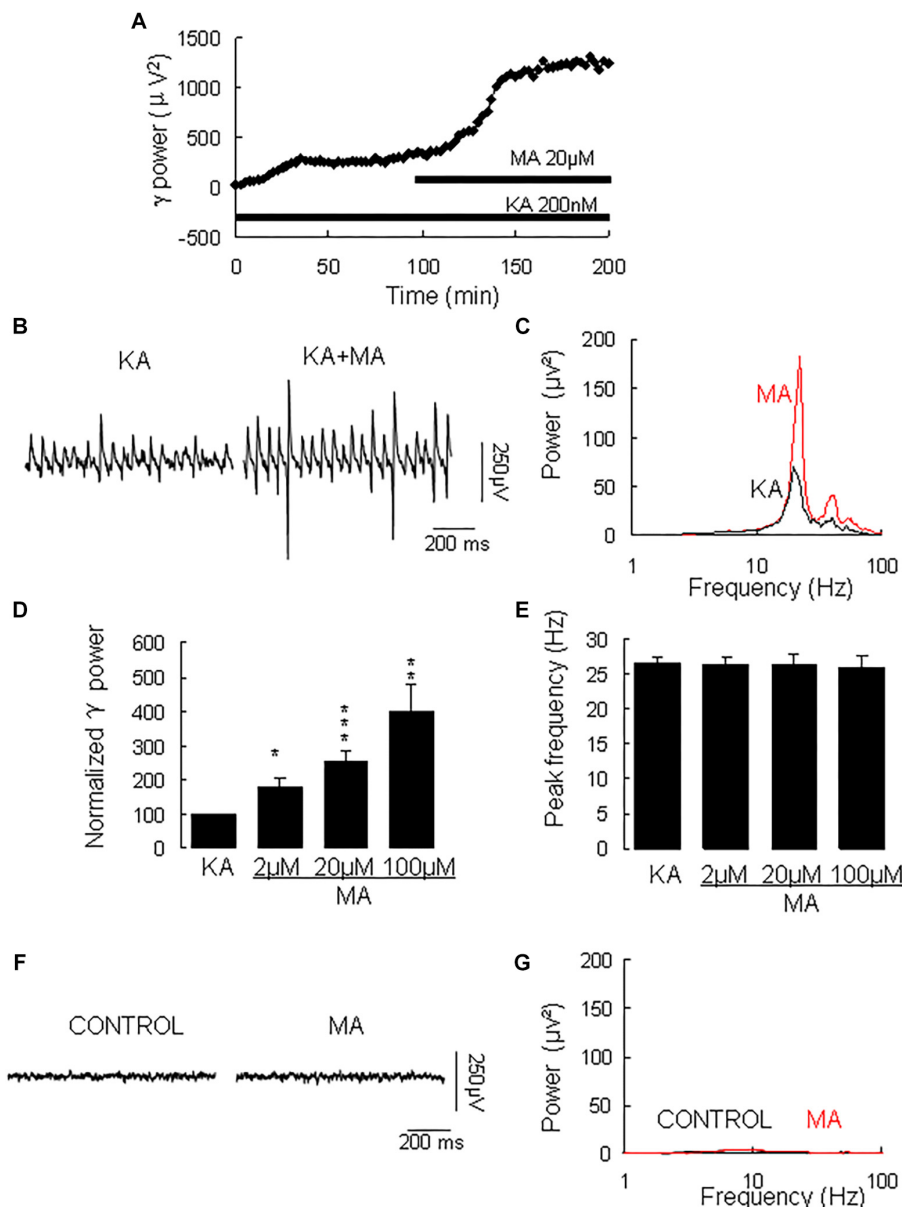 A
γ power ( μ V²)
1500
1000
500
0
-500
MA 20μM
KA 200nM
0 50 100 150 200
Time (min)
B
KA
KA+MA
250μV
200 ms
C
Power (μv²)
200
150
100
50
0
MA
KA
1 10 100
Frequency (Hz)
D
Normalized γ power
600
500
400
300
200
100
0
*
***
**
KA 2μM 20μM 100μM
MA
E
Peak frequency (Hz)
30
25
20
15
10
5
0
KA 2μM 20μM 100μM
MA
F
CONTROL MA
250μV
200 ms
G
Power (μv²)
200
150
100
50
0
CONTROL MA
1 10 100
Frequency (Hz)